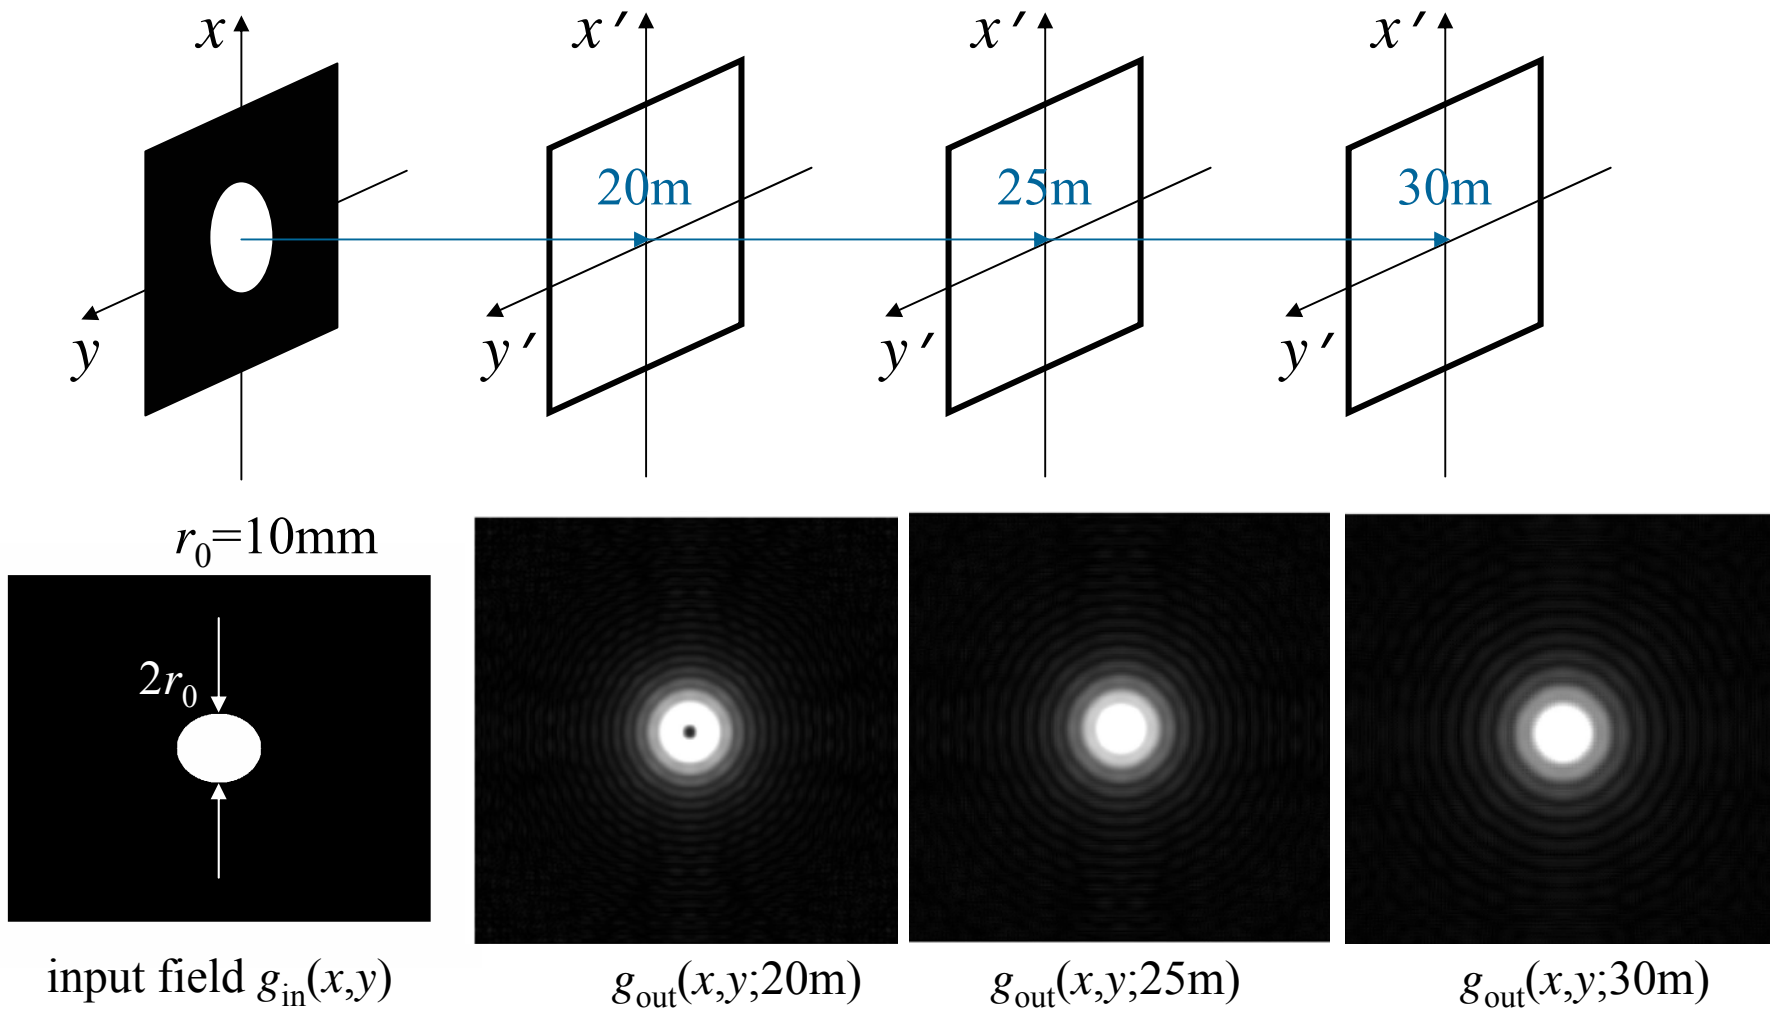 x
x′
x′
x′
20m
25m
30m
y
y′
y′
y′
r₀=10mm
2r₀
input field gᵢₙ(x,y)
gₒᵤₜ(x,y;20m)
gₒᵤₜ(x,y;25m)
gₒᵤₜ(x,y;30m)